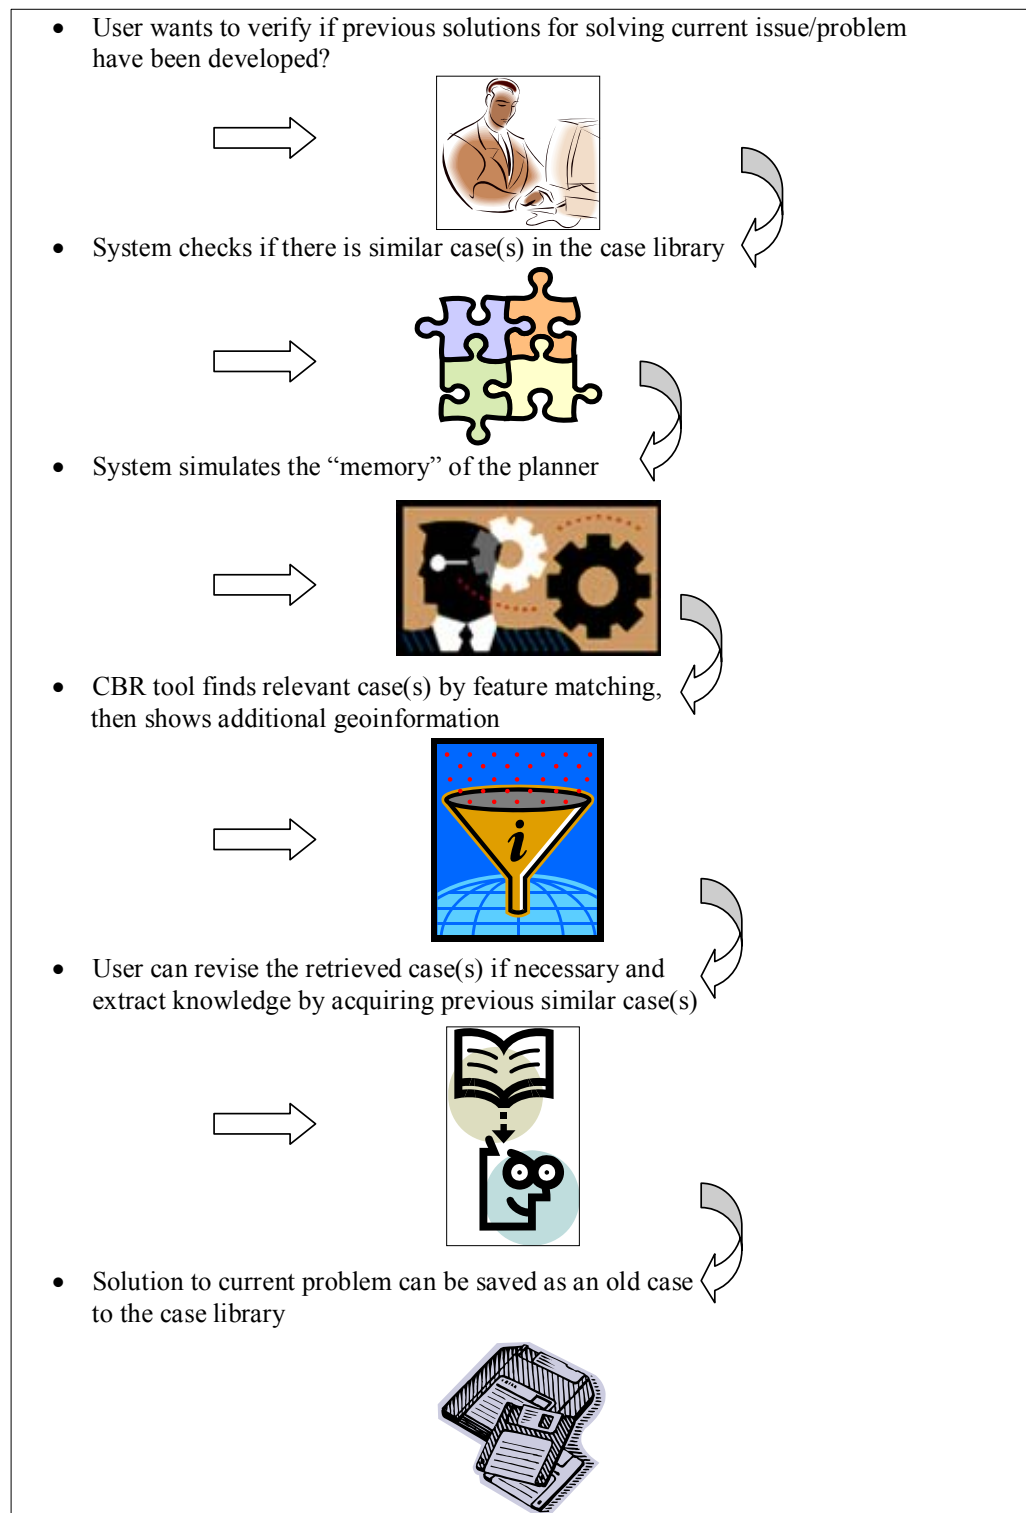 • User wants to verify if previous solutions for solving current issue/problem
have been developed?
• System checks if there is similar case(s) in the case library
• System simulates the “memory” of the planner
• CBR tool finds relevant case(s) by feature matching,
then shows additional geoinformation
i
• User can revise the retrieved case(s) if necessary and
extract knowledge by acquiring previous similar case(s)
• Solution to current problem can be saved as an old case
to the case library